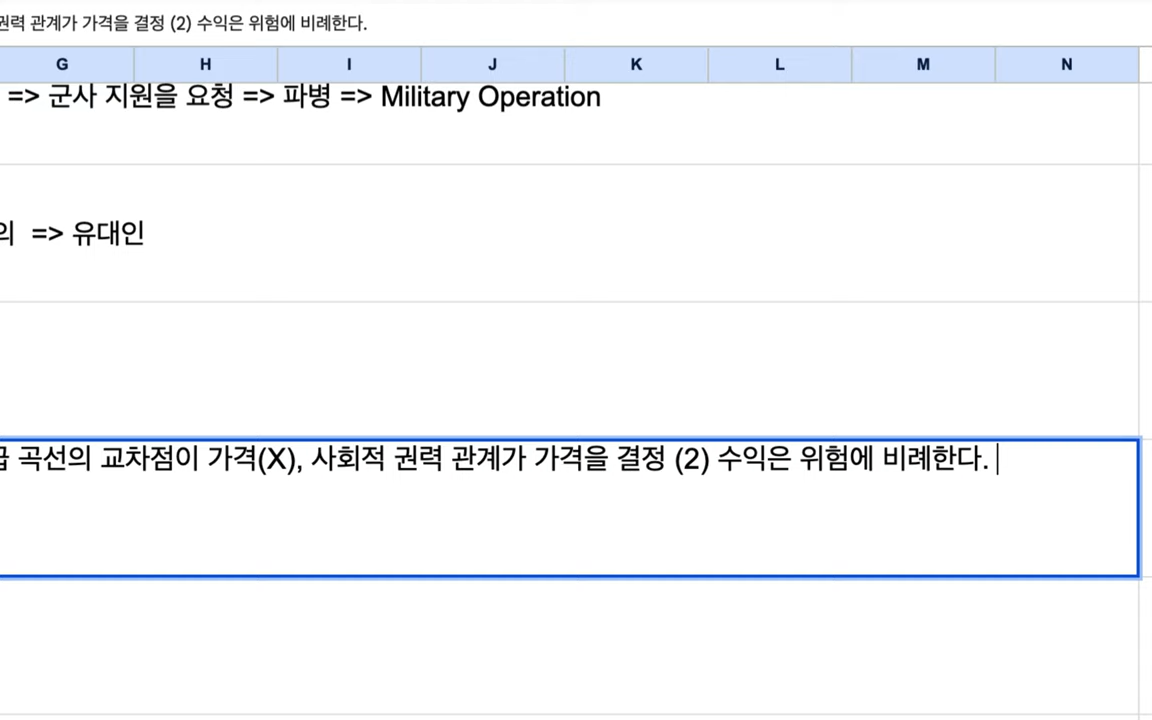 권력 관계가 가격을 결정 (2) 수익은 위험에 비례한다.
G H I J K L M N
=> 군사 지원을 요청 => 파병 => Military Operation
의 => 유대인
급 곡선의 교차점이 가격(X), 사회적 권력 관계가 가격을 결정 (2) 수익은 위험에 비례한다.